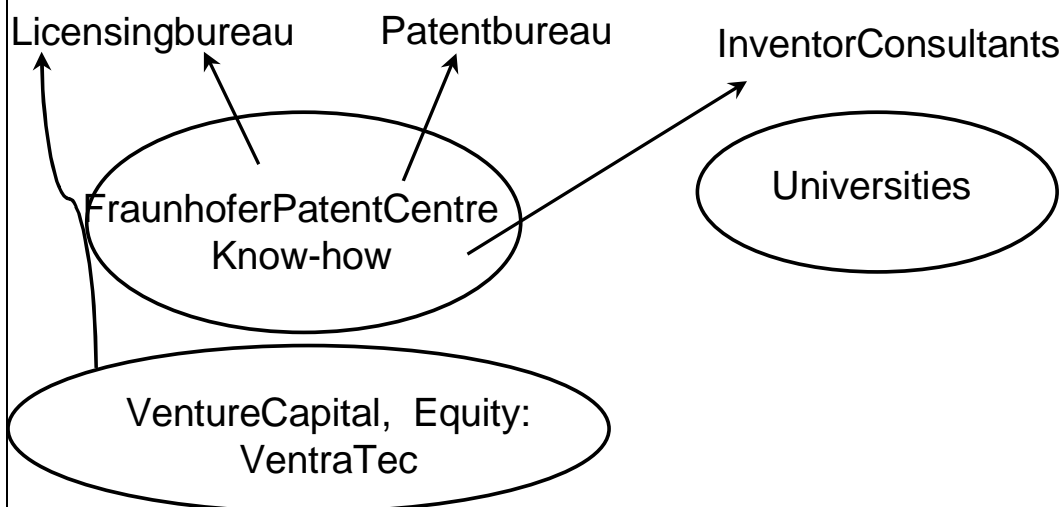 Licensingbureau
Patentbureau
InventorConsultants
FraunhoferPatentCentre
Know-how
Universities
VentureCapital, Equity:
VentraTec